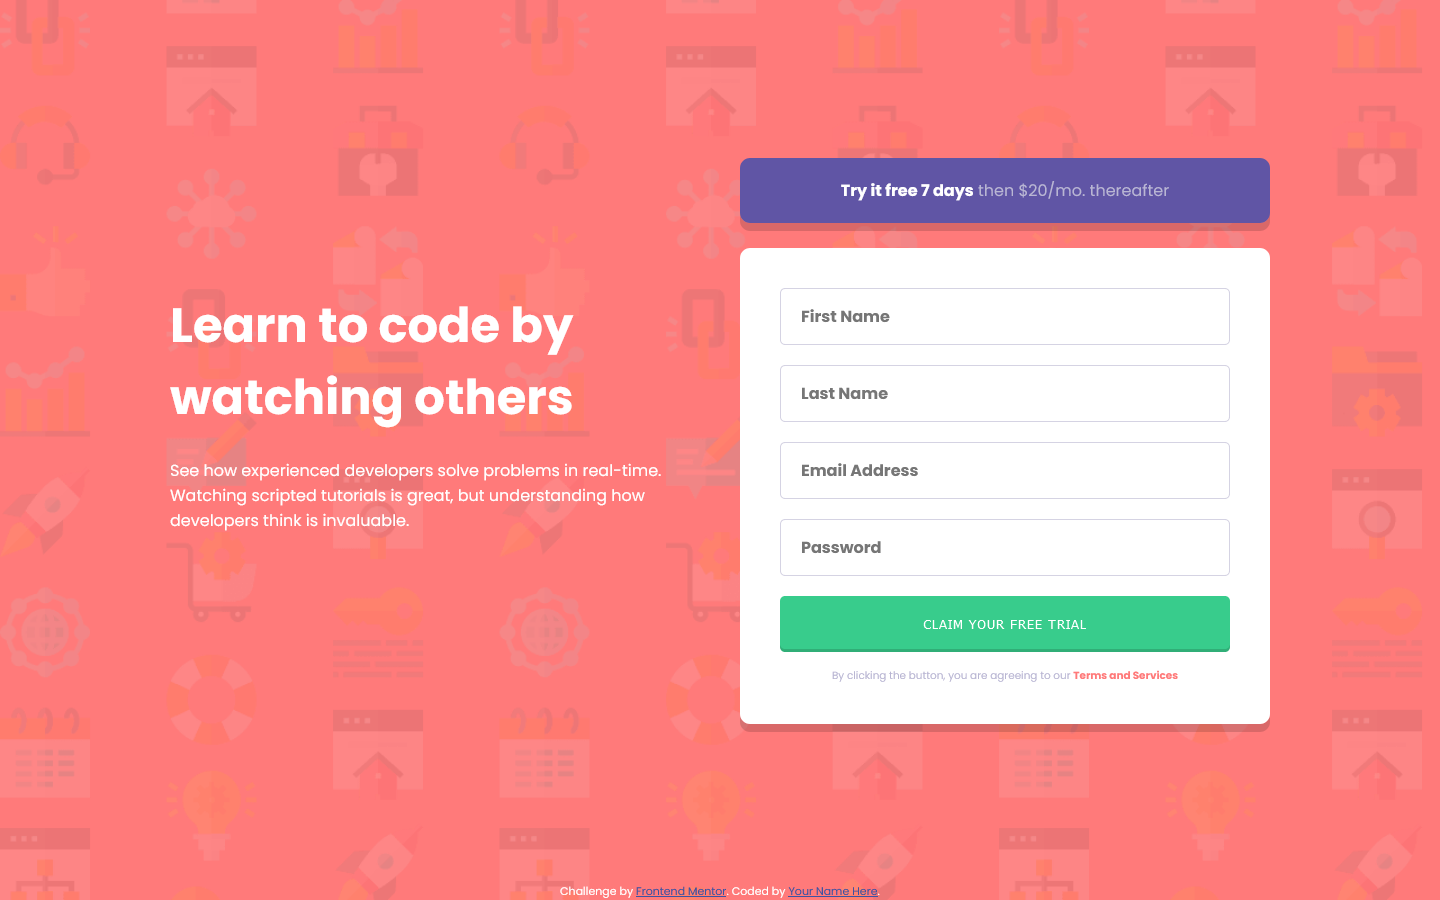 Learn to code by
watching others
See how experienced developers solve problems in real-time.
Watching scripted tutorials is great, but understanding how
developers think is invaluable.
Try it free 7 days then $20/mo. thereafter
First Name
Last Name
Email Address
Password
CLAIM YOUR FREE TRIAL
By clicking the button, you are agreeing to our Terms and Services
Challenge by Frontend Mentor. Coded by Your Name Here.